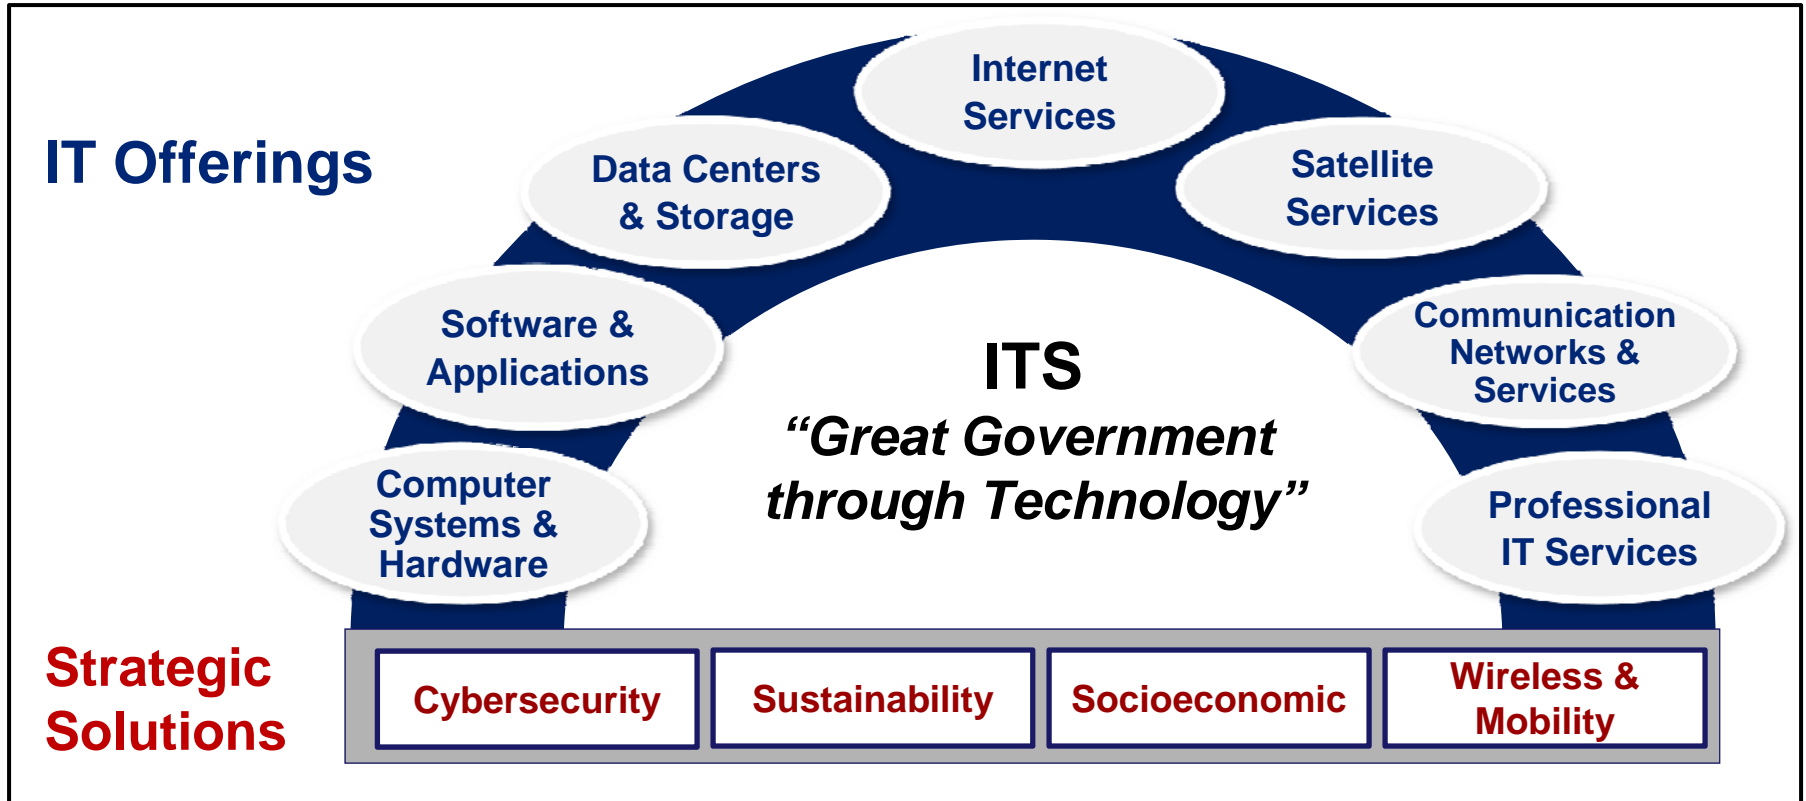 IT Offerings
Internet
Services
Data Centers
& Storage
Satellite
Services
Software &
Applications
Communication
Networks &
Services
Computer
Systems &
Hardware
Professional
IT Services
ITS
“Great Government
through Technology”
Strategic
Solutions
Cybersecurity
Sustainability
Socioeconomic
Wireless &
Mobility